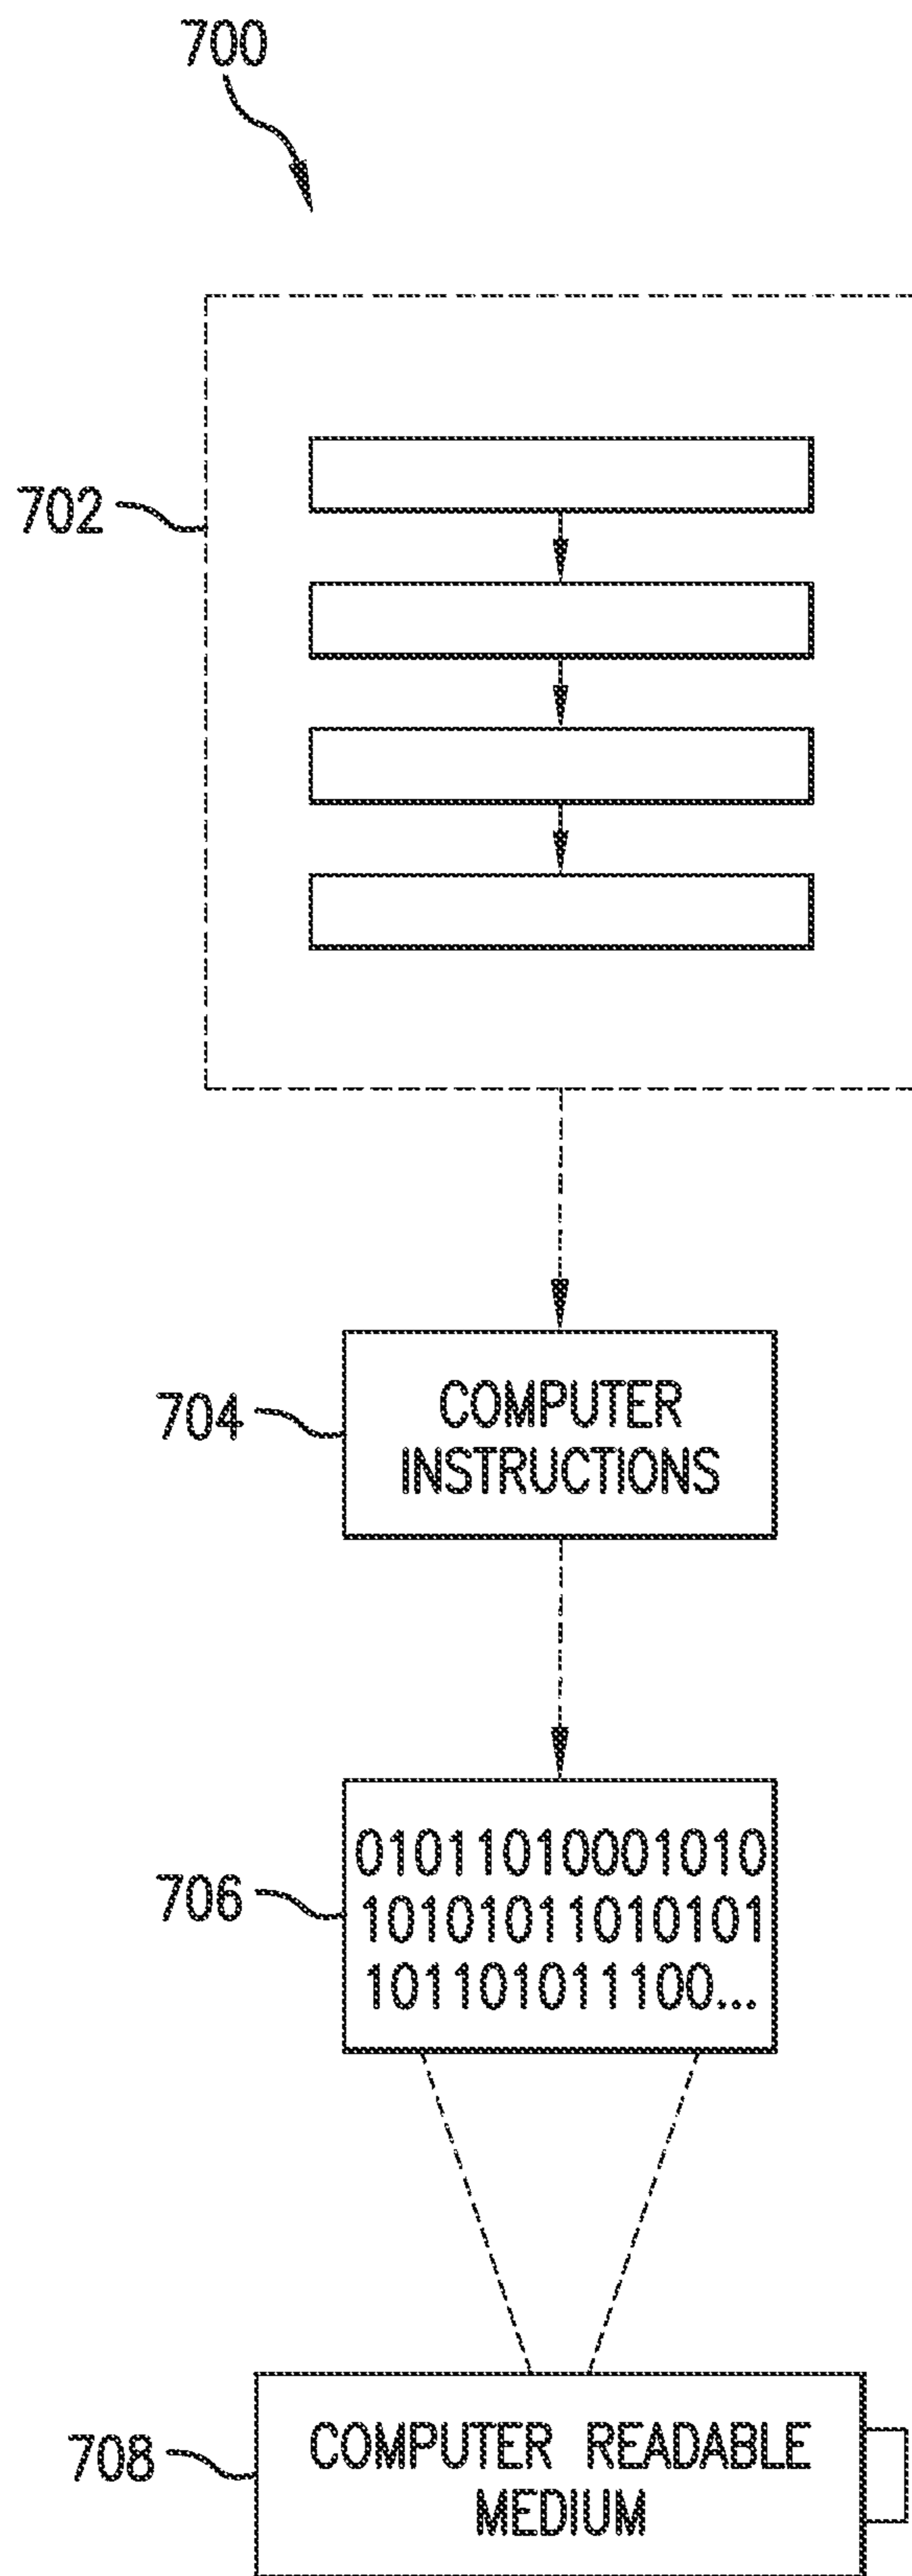 700
702
704
COMPUTER
INSTRUCTIONS
706
01011010001010
10101011010101
101101011100...
708
COMPUTER READABLE
MEDIUM